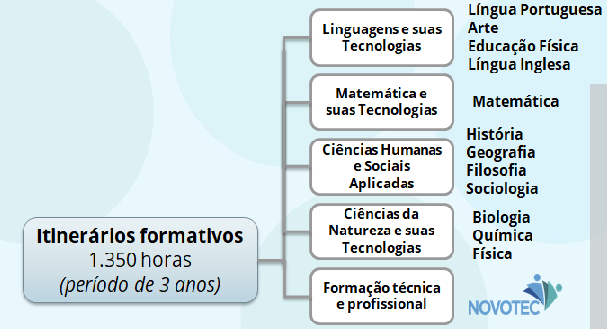 Linguagens e suas
Tecnologias
Língua Portuguesa
Arte
Educação Física
Língua Inglesa
Matemática e
suas Tecnologias
Matemática
Ciências Humanas
e Sociais
Aplicadas
História
Geografia
Filosofia
Sociologia
Itinerários formativos
1.350 horas
(período de 3 anos)
Ciências da
Natureza e suas
Tecnologias
Biologia
Química
Física
Formação técnica
e profissional
NOVOTEC